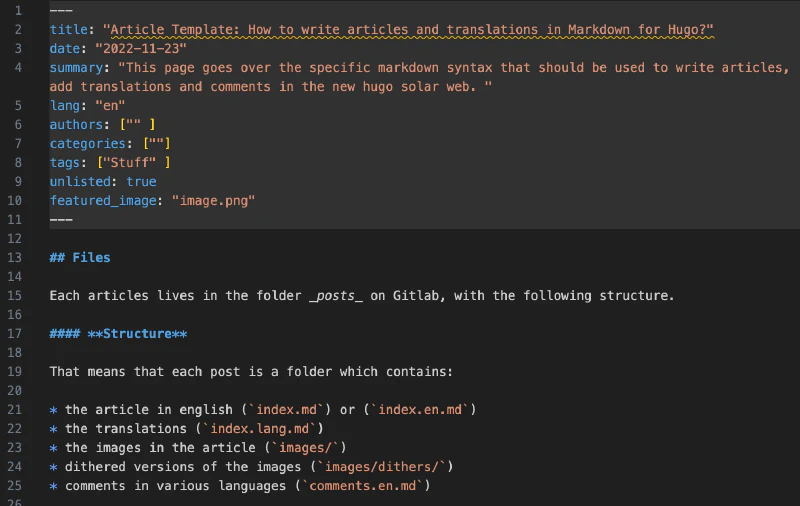 1 ---
2 title: "Article Template: How to write articles and translations in Markdown for Hugo?"
3 date: "2022-11-23"
4 summary: "This page goes over the specific markdown syntax that should be used to write articles,
add translations and comments in the new hugo solar web. "
5 lang: "en"
6 authors: ["" ]
7 categories: [""]
8 tags: ["Stuff" ]
9 unlisted: true
10 featured_image: "image.png"
11 ---
12
13 ## Files
14
15 Each articles lives in the folder _posts_ on Gitlab, with the following structure.
16
17 #### **Structure**
18
19 That means that each post is a folder which contains:
20
21 * the article in english (`index.md`) or (`index.en.md`)
22 * the translations (`index.lang.md`)
23 * the images in the article (`images/`)
24 * dithered versions of the images (`images/dithers/`)
25 * comments in various languages (`comments.en.md`)
26